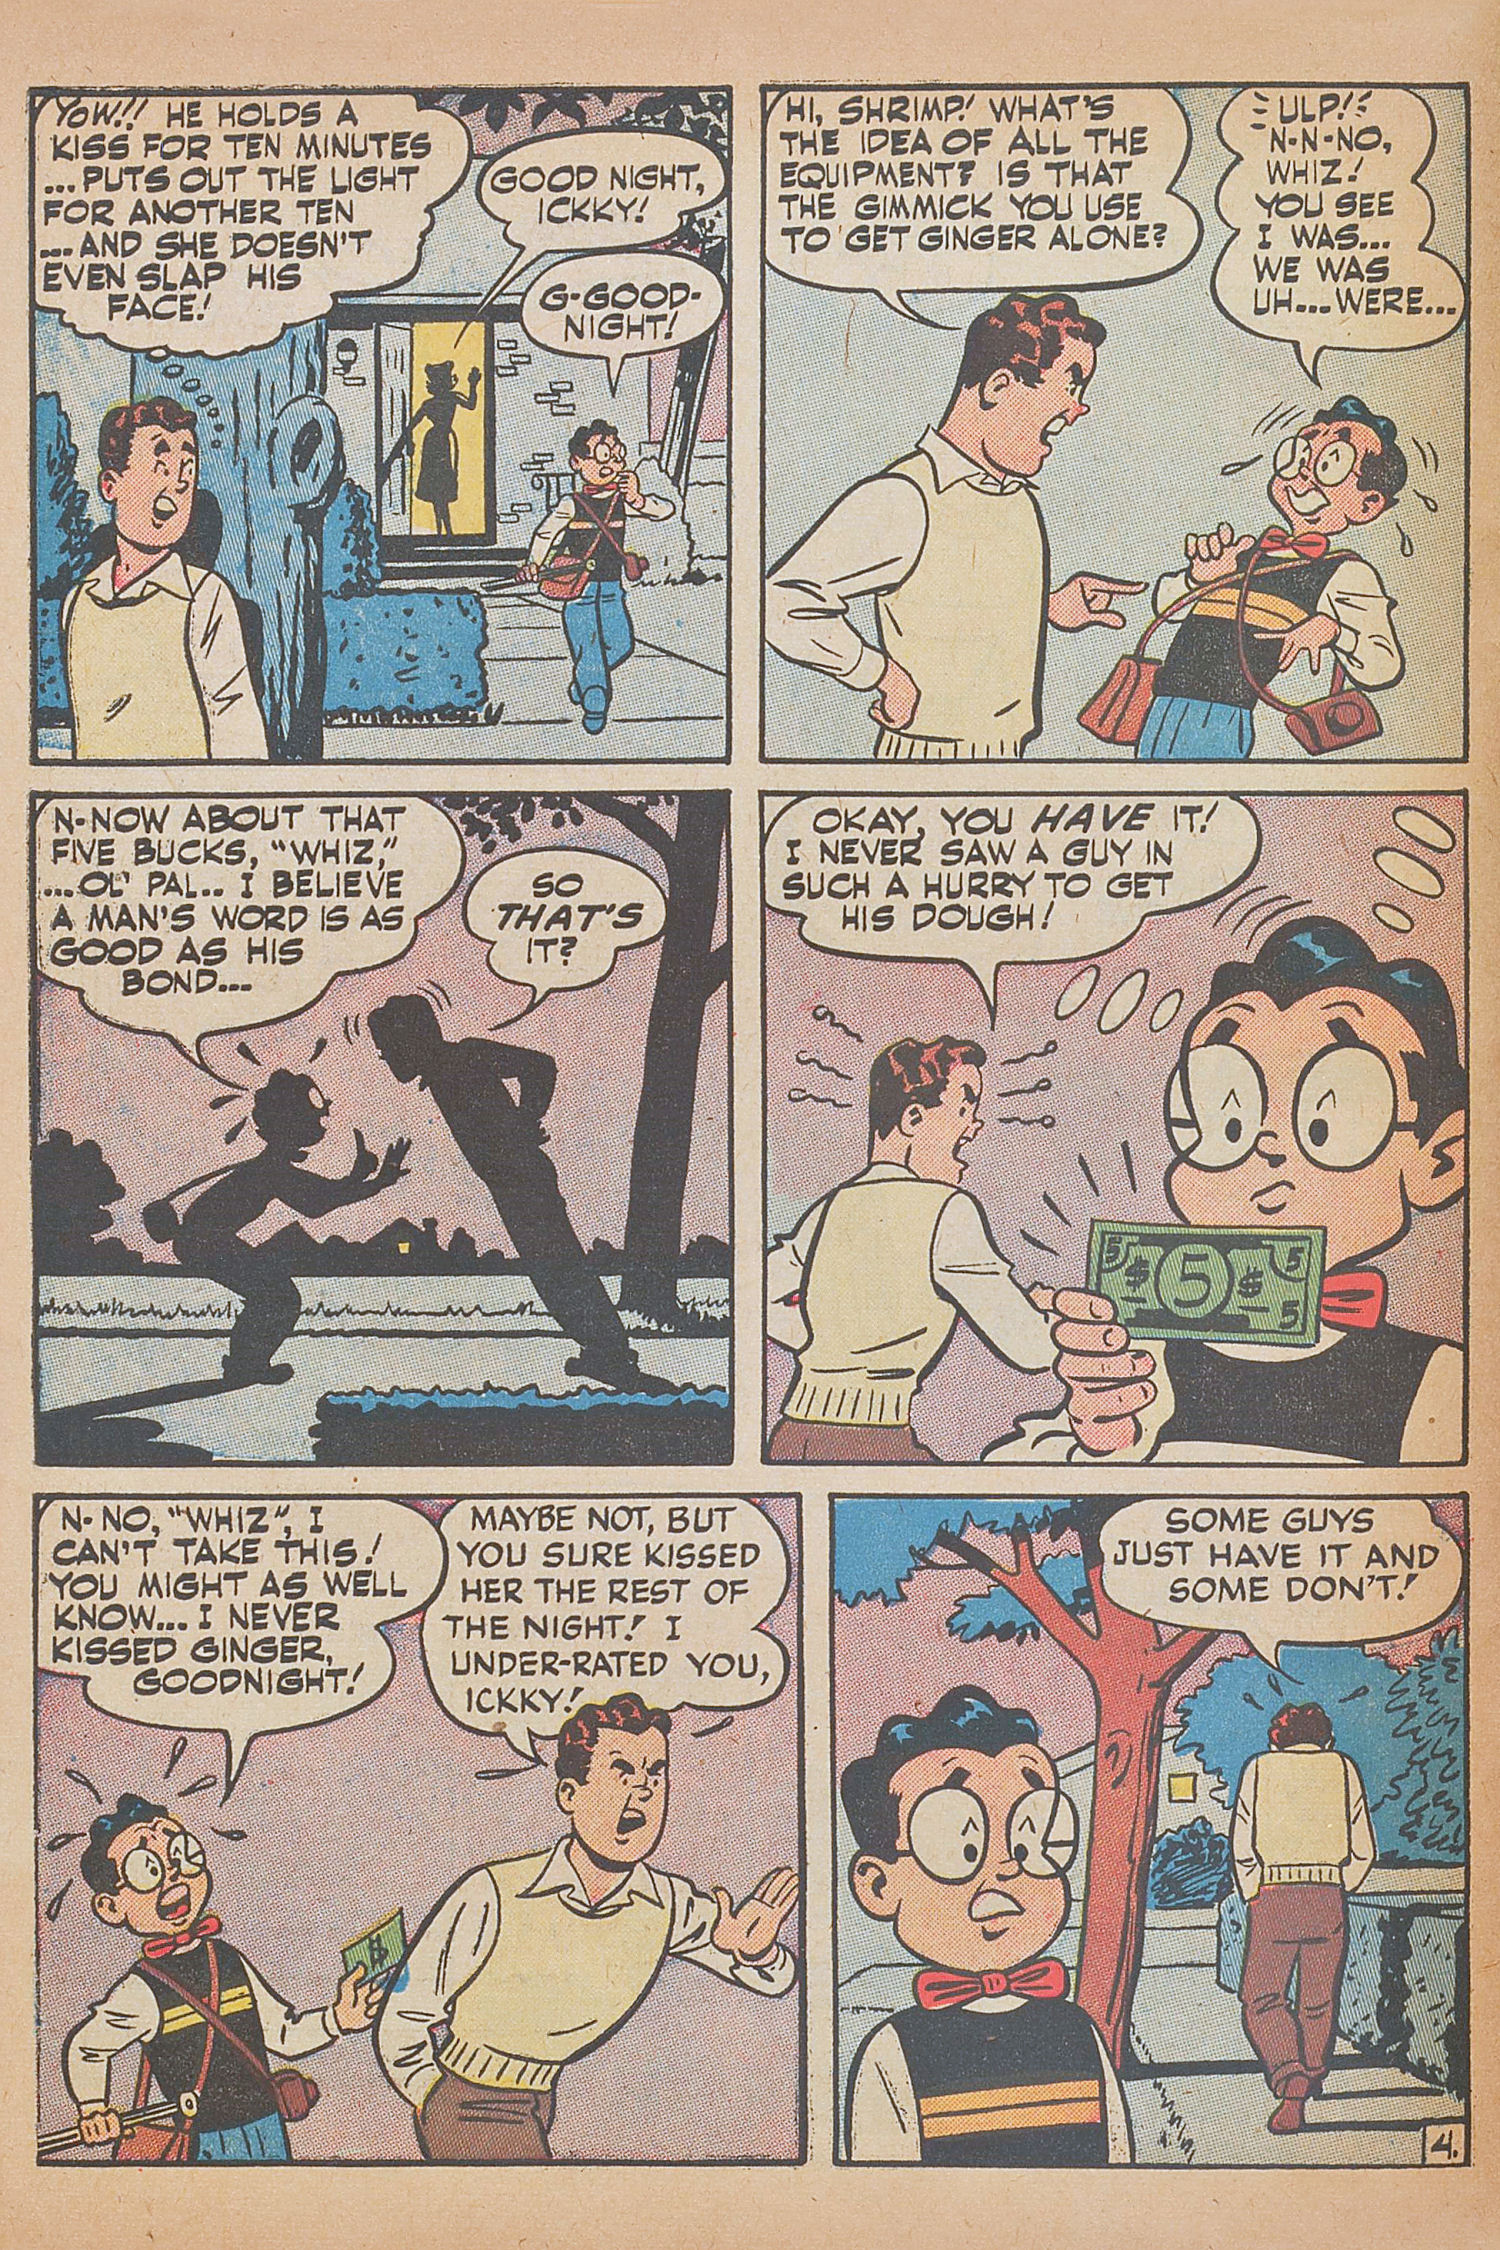 YOW!! HE HOLDS A
KISS FOR TEN MINUTES
...PUTS OUT THE LIGHT
FOR ANOTHER TEN
...AND SHE DOESN'T
EVEN SLAP HIS
FACE!
GOOD NIGHT,
ICKKY!
G-GOOD-
NIGHT!
HI, SHRIMP! WHAT'S
THE IDEA OF ALL THE
EQUIPMENT? IS THAT
THE GIMMICK YOU USE
TO GET GINGER ALONE?
ULP!
N-N-NO,
WHIZ!
YOU SEE
I WAS...
WE WAS
UH...WERE...
N-NOW ABOUT THAT
FIVE BUCKS, "WHIZ,"
...OL' PAL.. I BELIEVE
A MAN'S WORD IS AS
GOOD AS HIS
BOND...
SO
THAT'S
IT?
OKAY, YOU HAVE IT!
I NEVER SAW A GUY IN
SUCH A HURRY TO GET
HIS DOUGH!
5 $ 5 $ 5 5
N-NO, "WHIZ", I
CAN'T TAKE THIS!
YOU MIGHT AS WELL
KNOW... I NEVER
KISSED GINGER,
GOODNIGHT!
MAYBE NOT, BUT
YOU SURE KISSED
HER THE REST OF
THE NIGHT! I
UNDER-RATED YOU,
ICKKY!
$
SOME GUYS
JUST HAVE IT AND
SOME DON'T!
4.